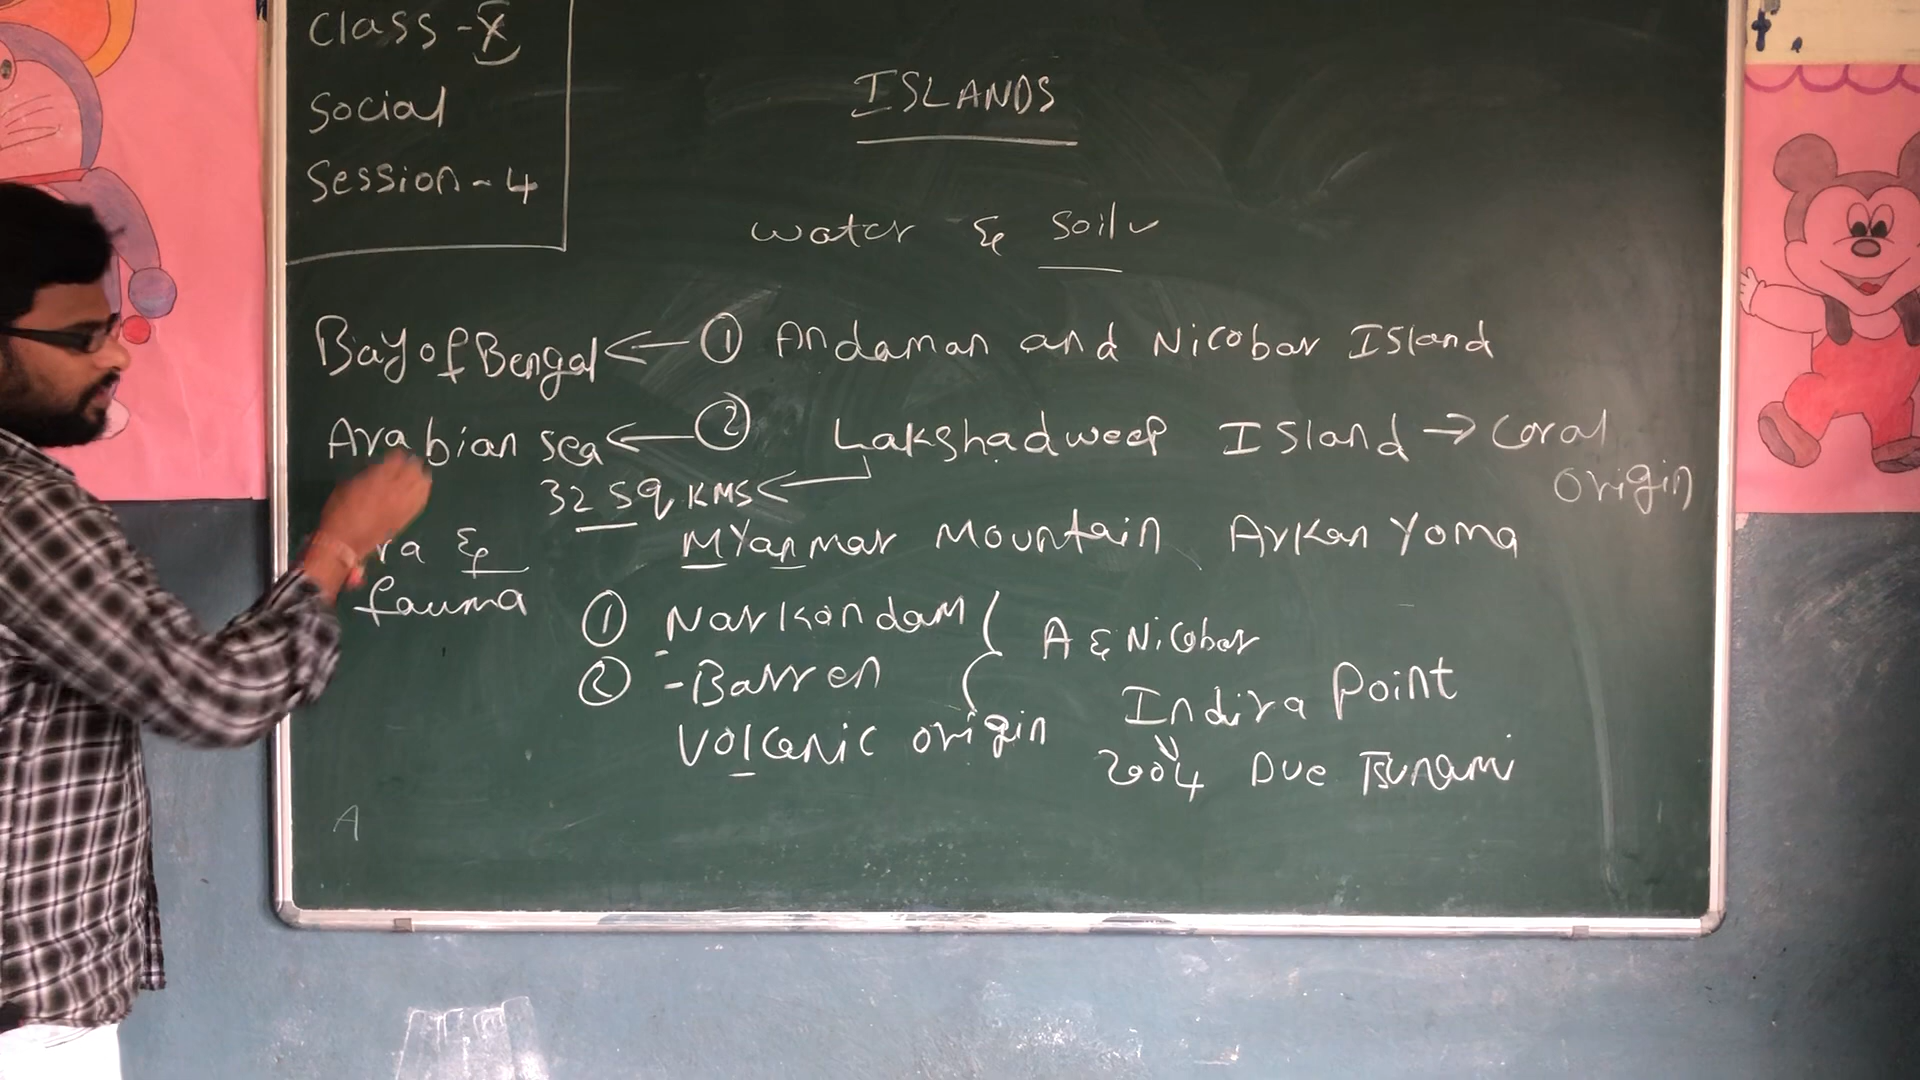 Class - X
Social
Session - 4
ISLANDS
water & Soil
Bay of Bengal ← ① Andaman and Nicobar Island
Arabian Sea ← ② Lakshadweep Island → Coral
origin
32 Sq KMS ←
Myanmar Mountain Arkan Yoma
ra &
fauma
① Narkondam
② - Barren
A & Nicobar
Volcanic origin
Indira Point
2004 Due Tsunami
A